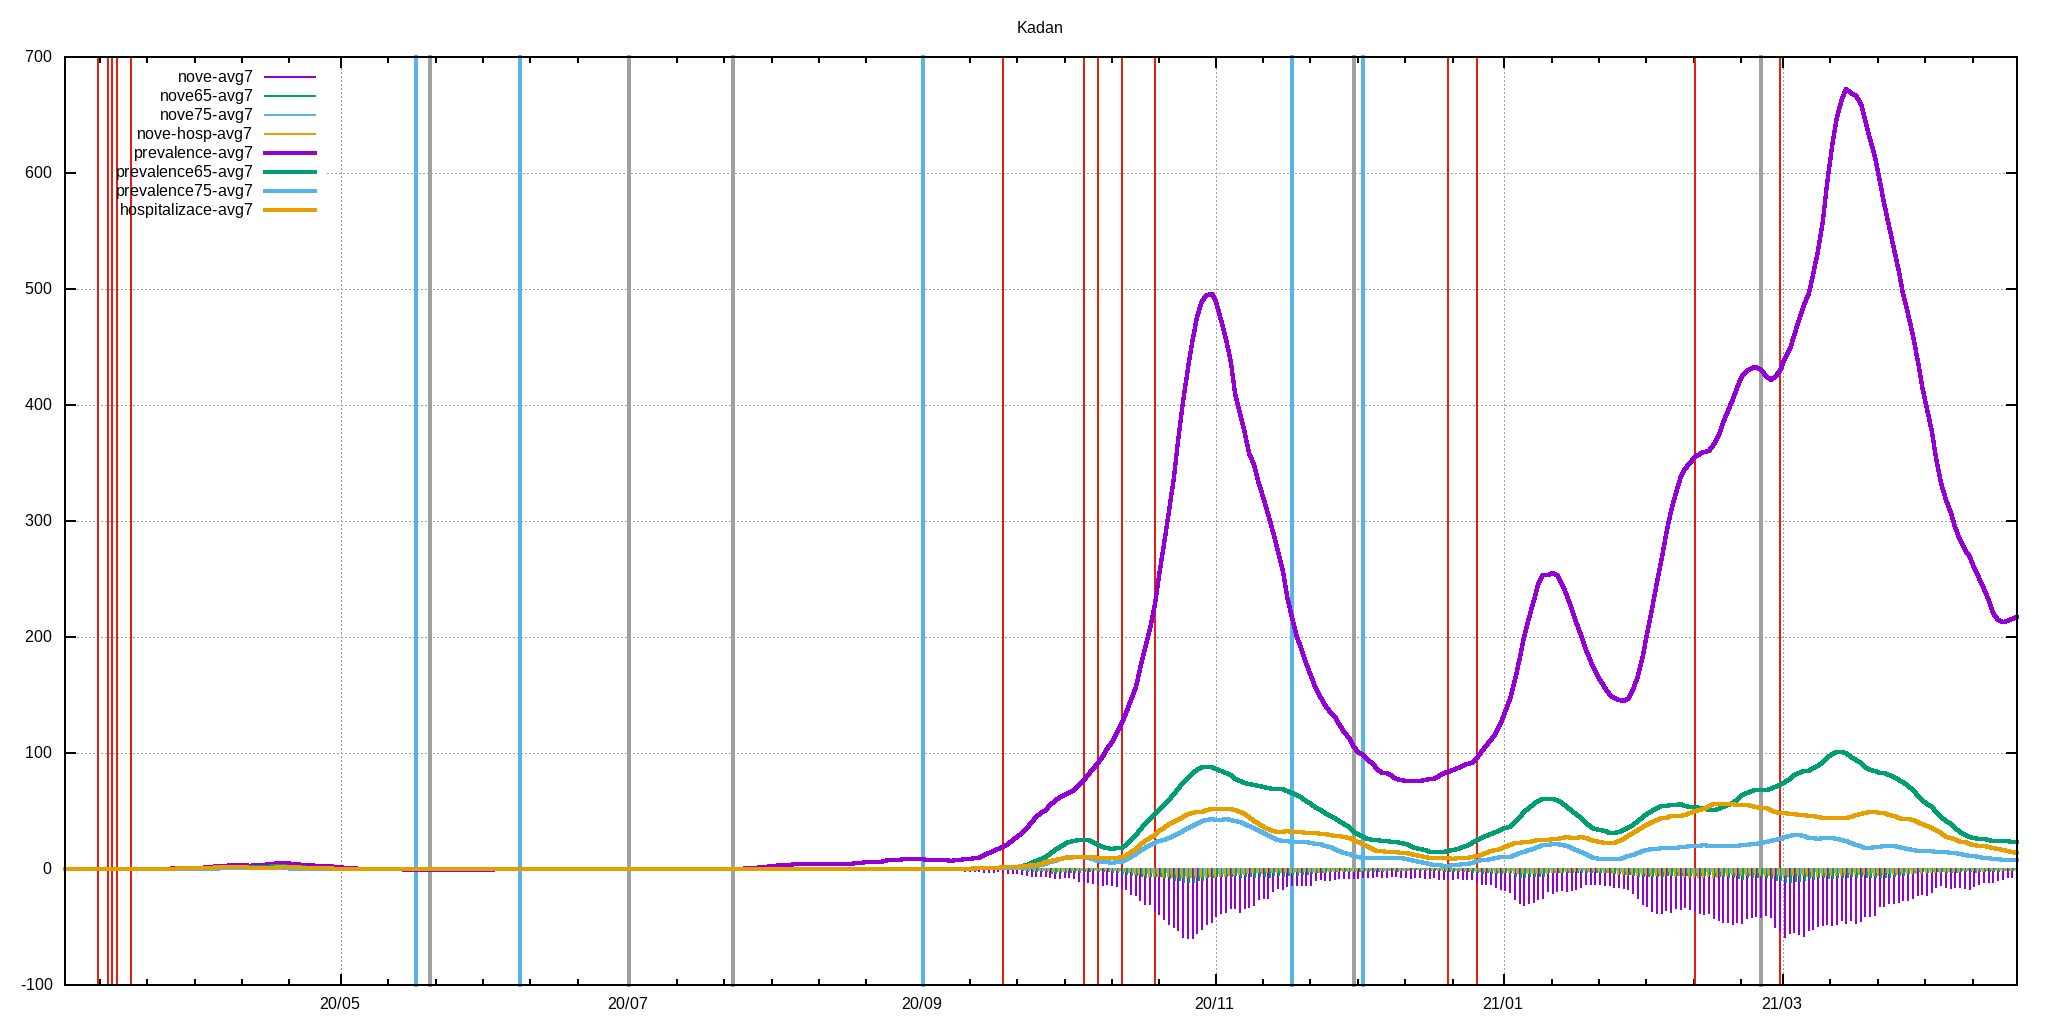 Kadan
700
600
500
400
300
200
100
0
-100
nove-avg7
nove65-avg7
nove75-avg7
nove-hosp-avg7
prevalence-avg7
prevalence65-avg7
prevalence75-avg7
hospitalizace-avg7
20/05 20/07 20/09 20/11 21/01 21/03